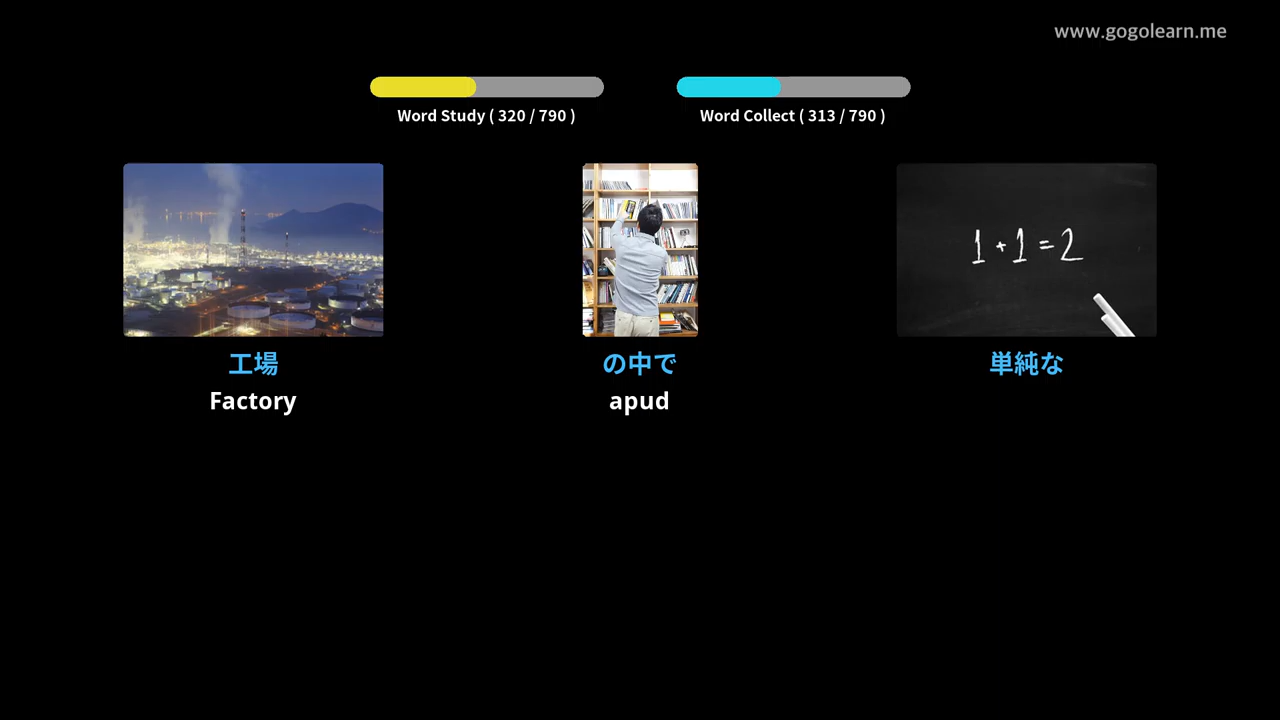 www.gogolearn.me
Word Study ( 320 / 790 )
Word Collect ( 313 / 790 )
1 + 1 = 2
工場
の中で
単純な
Factory
apud